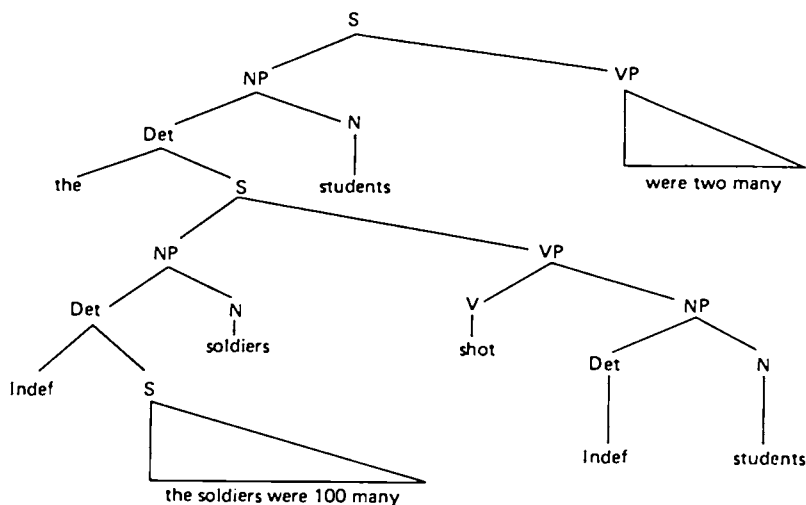 S
NP VP
Det N
the S students were two many
NP VP
Det N V NP
soldiers shot Det N
Indef S
Indef students
the soldiers were 100 many